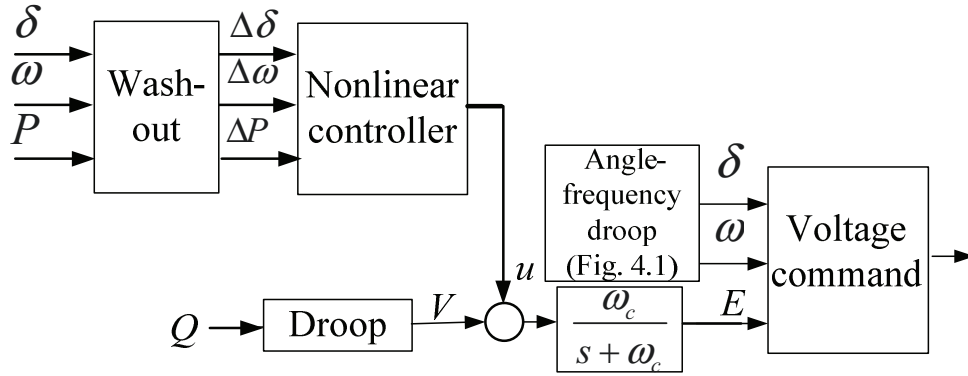 δ
ω
P
Wash-
out
Δδ
Δω
ΔP
Nonlinear
controller
Angle-
frequency
droop
(Fig. 4.1)
δ
ω
Voltage
command
u
Q
Droop
V
ω_c
s + ω_c
E